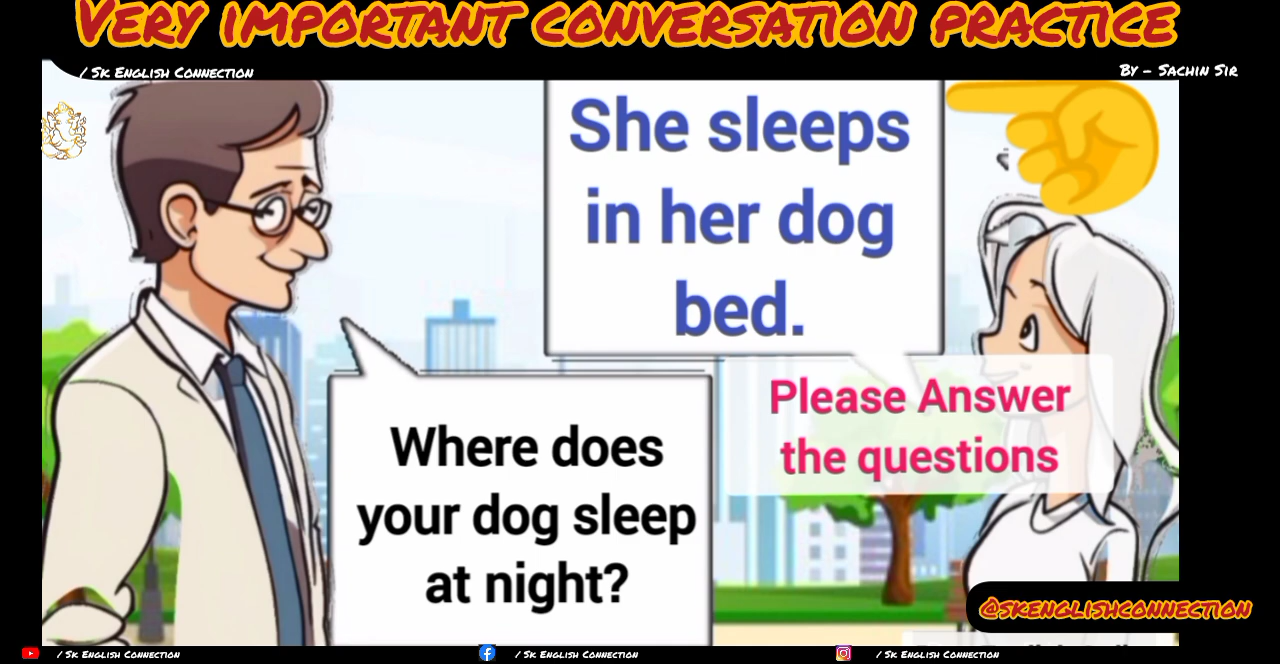 Very important conversation practice
/ Sk English Connection
By - Sachin Sir
She sleeps
in her dog
bed.
Please Answer
the questions
Where does
your dog sleep
at night?
@skenglishconnection
/ Sk English Connection
/ Sk English Connection
/ Sk English Connection